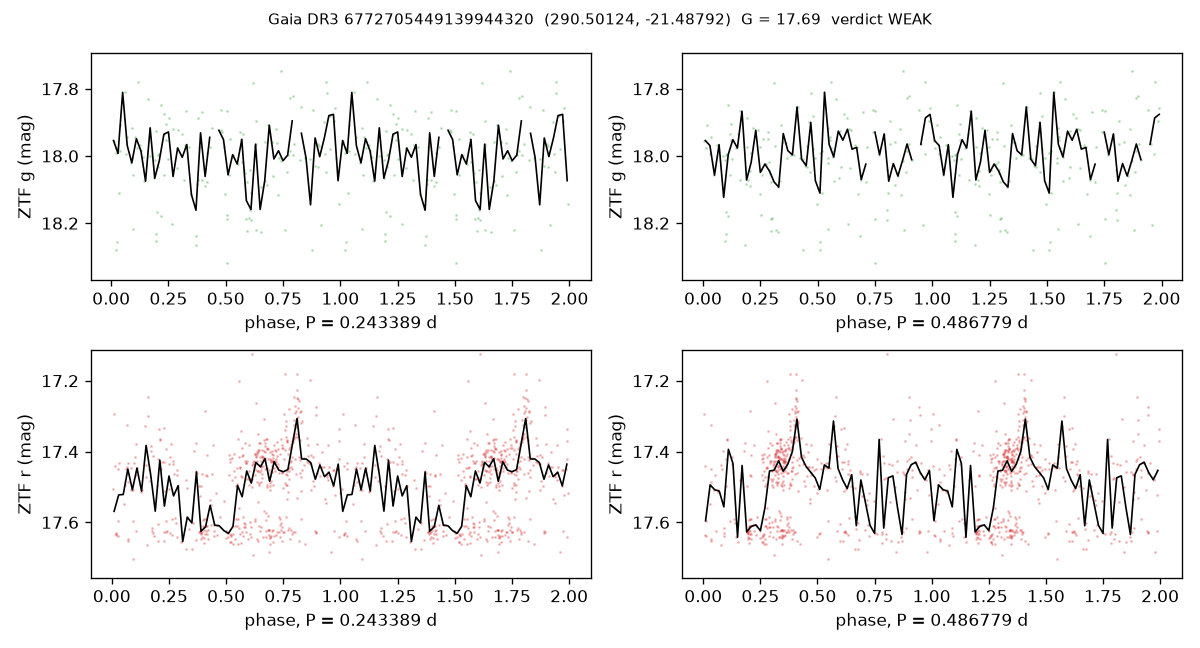 Gaia DR3 6772705449139944320 (290.50124, -21.48792) G = 17.69 verdict WEAK
ZTF g (mag)
17.8
18.0
18.2
0.00 0.25 0.50 0.75 1.00 1.25 1.50 1.75 2.00
phase, P = 0.243389 d
ZTF g (mag)
17.8
18.0
18.2
0.00 0.25 0.50 0.75 1.00 1.25 1.50 1.75 2.00
phase, P = 0.486779 d
ZTF r (mag)
17.2
17.4
17.6
0.00 0.25 0.50 0.75 1.00 1.25 1.50 1.75 2.00
phase, P = 0.243389 d
ZTF r (mag)
17.2
17.4
17.6
0.00 0.25 0.50 0.75 1.00 1.25 1.50 1.75 2.00
phase, P = 0.486779 d